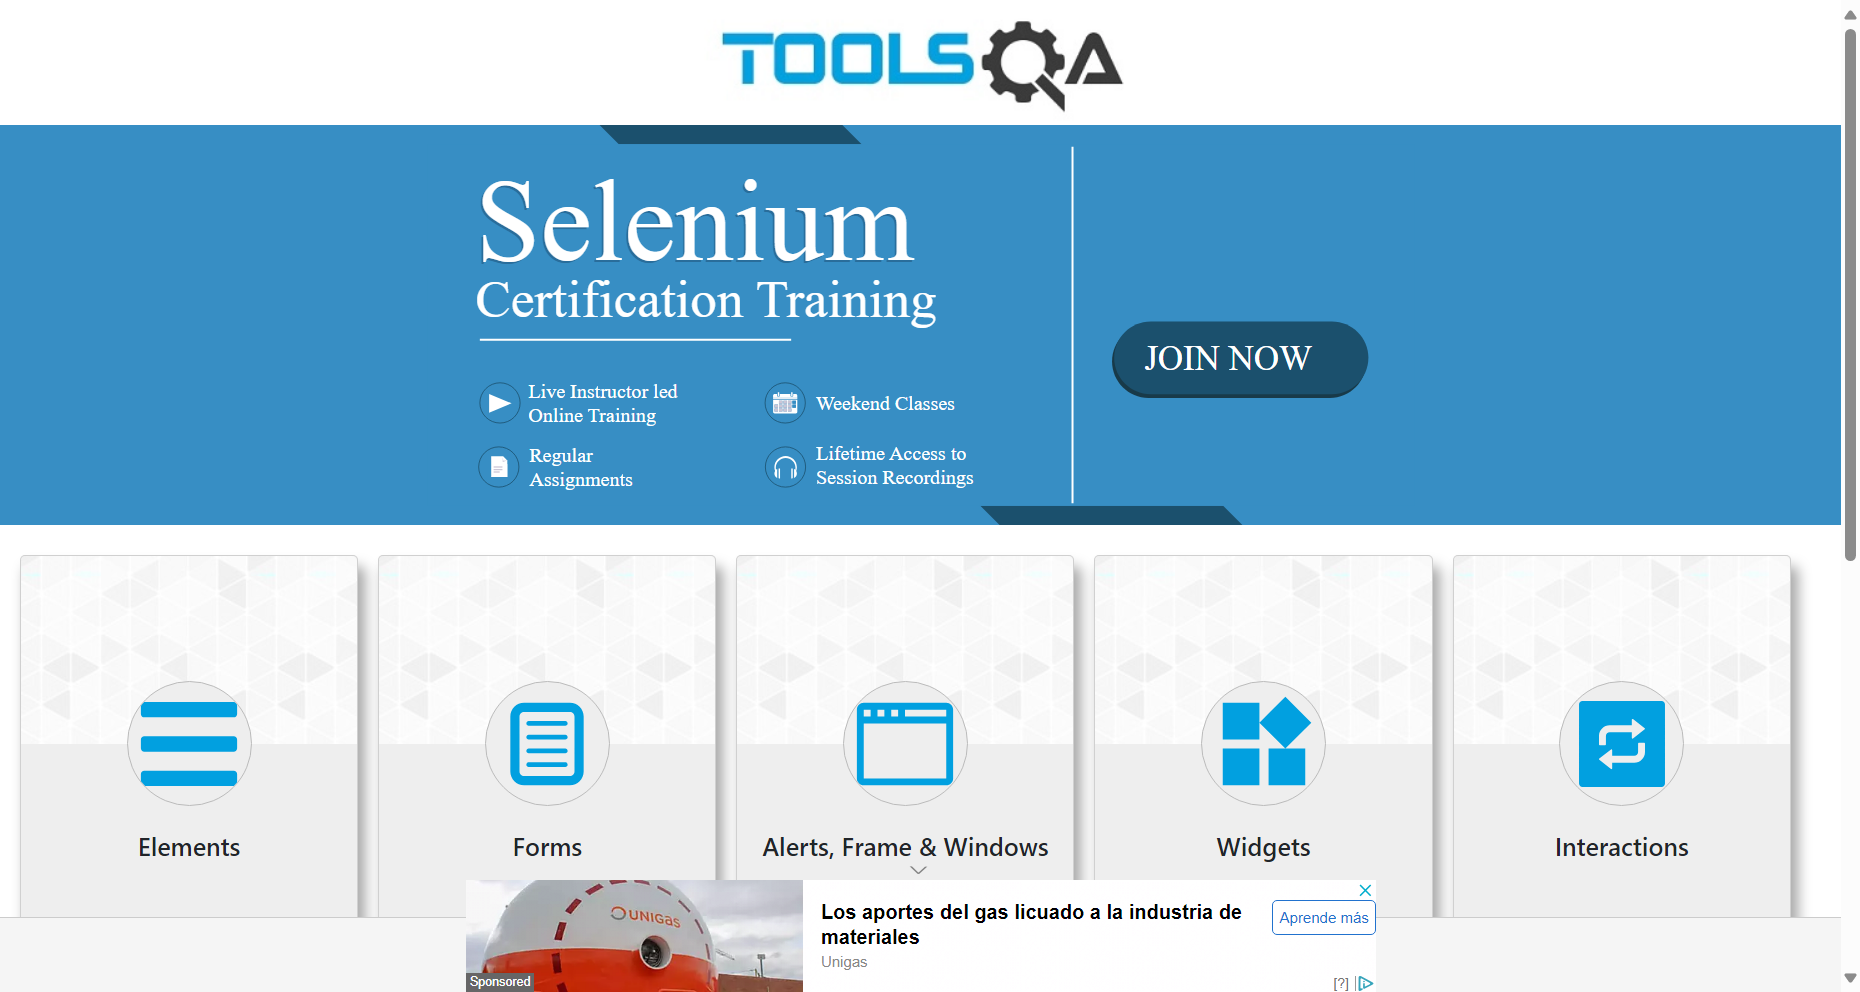 TOOLSQA
Selenium
Certification Training
Live Instructor led
Online Training
Weekend Classes
Regular
Assignments
Lifetime Access to
Session Recordings
JOIN NOW
Elements
Forms
Alerts, Frame & Windows
Widgets
Interactions
UNIGAS
Sponsored
Los aportes del gas licuado a la industria de
materiales
Unigas
Aprende más
[?]